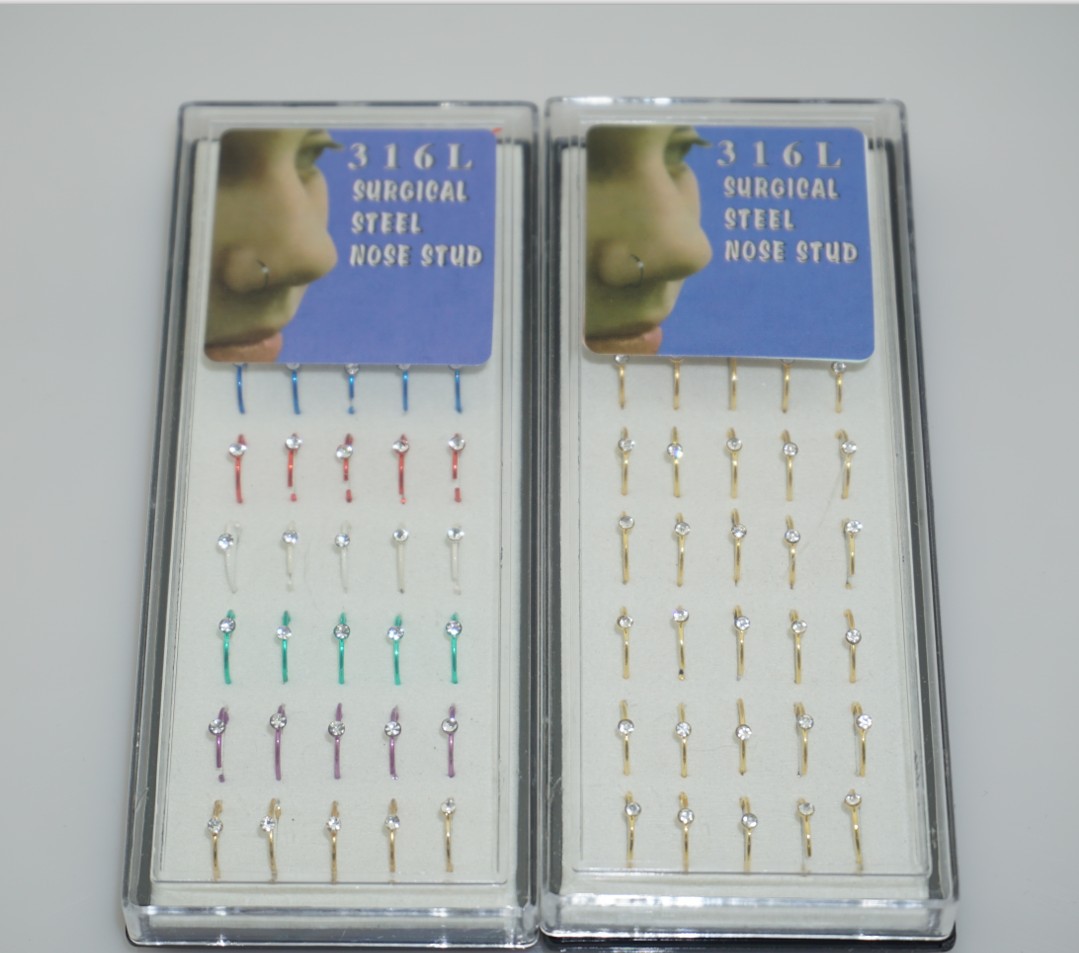 316L
SURGICAL
STEEL
NOSE STUD
316L
SURGICAL
STEEL
NOSE STUD